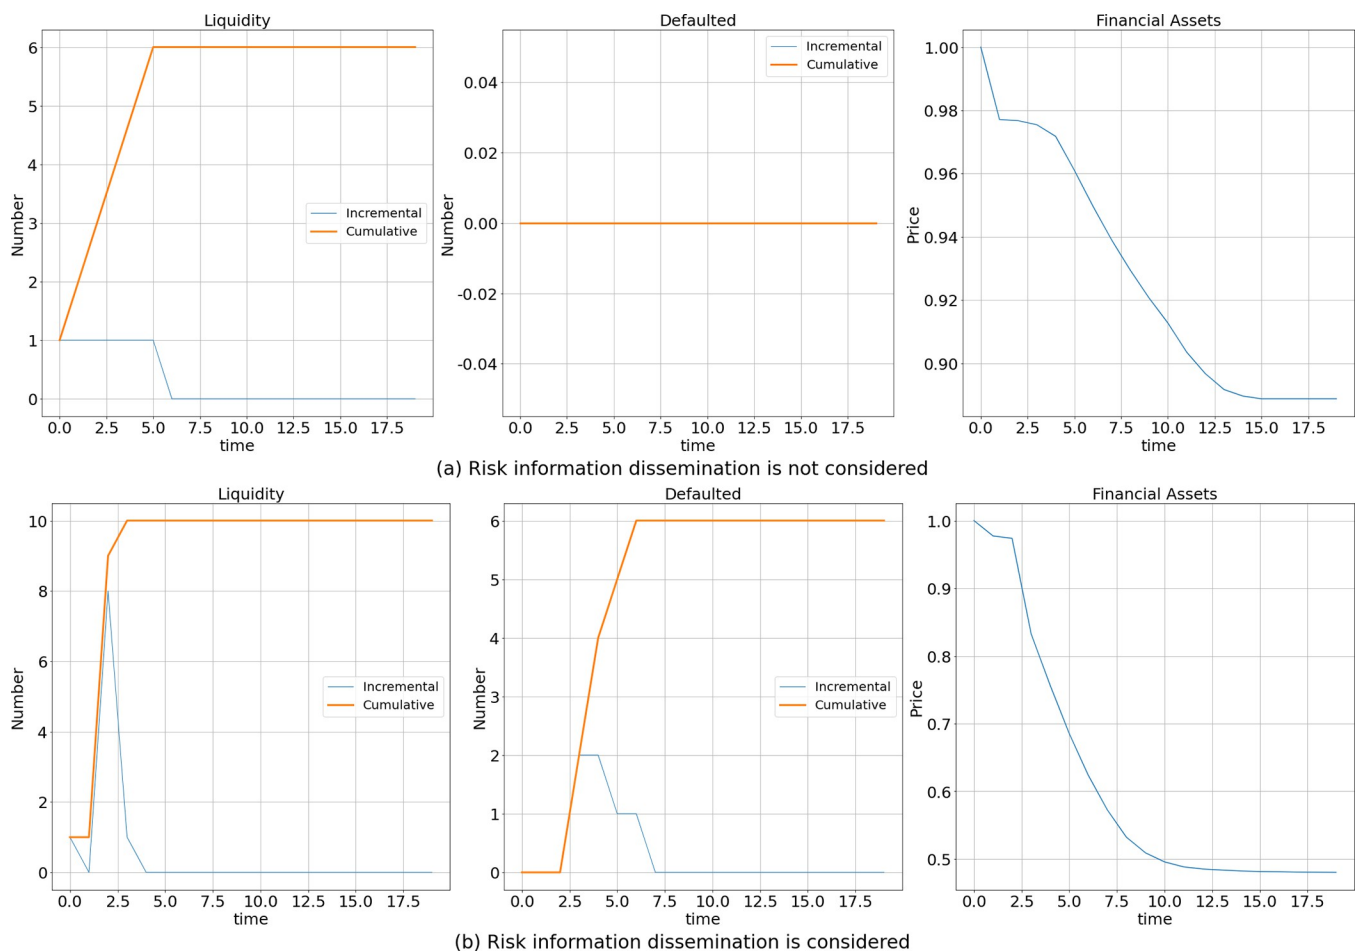 Liquidity
Defaulted
Financial Assets
6
5
4
3
2
1
0
Number
Incremental
Cumulative
0.0 2.5 5.0 7.5 10.0 12.5 15.0 17.5
time
0.04
0.02
0.00
-0.02
-0.04
Number
Incremental
Cumulative
0.0 2.5 5.0 7.5 10.0 12.5 15.0 17.5
time
1.00
0.98
0.96
0.94
0.92
0.90
Price
0.0 2.5 5.0 7.5 10.0 12.5 15.0 17.5
time
(a) Risk information dissemination is not considered
Liquidity
Defaulted
Financial Assets
10
8
6
4
2
0
Number
Incremental
Cumulative
0.0 2.5 5.0 7.5 10.0 12.5 15.0 17.5
time
6
5
4
3
2
1
0
Number
Incremental
Cumulative
0.0 2.5 5.0 7.5 10.0 12.5 15.0 17.5
time
1.0
0.9
0.8
0.7
0.6
0.5
Price
0.0 2.5 5.0 7.5 10.0 12.5 15.0 17.5
time
(b) Risk information dissemination is considered